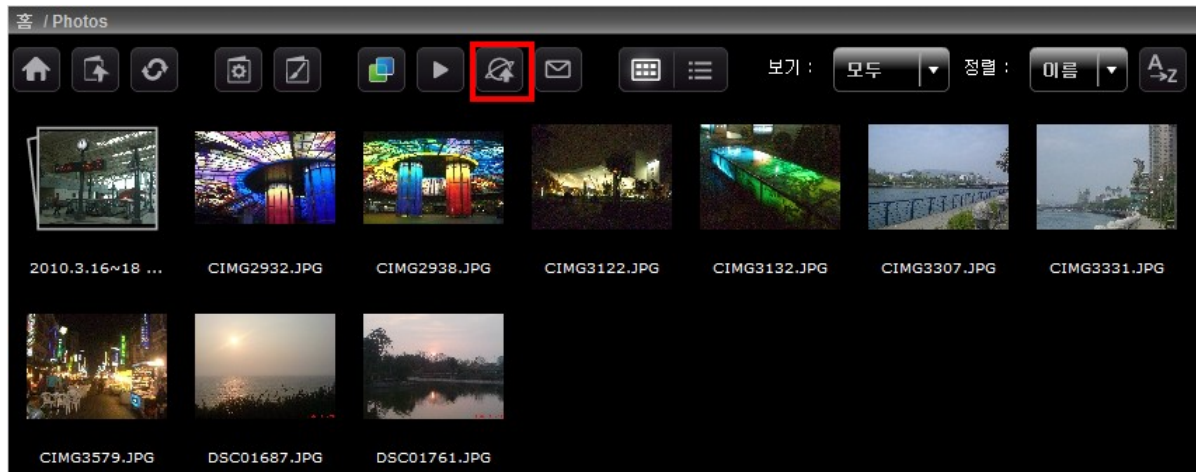 홈 / Photos
보기 : 모두 정렬 : 이름 A→Z
2010.3.16~18 ... CIMG2932.JPG CIMG2938.JPG CIMG3122.JPG CIMG3132.JPG CIMG3307.JPG CIMG3331.JPG
CIMG3579.JPG DSC01687.JPG DSC01761.JPG